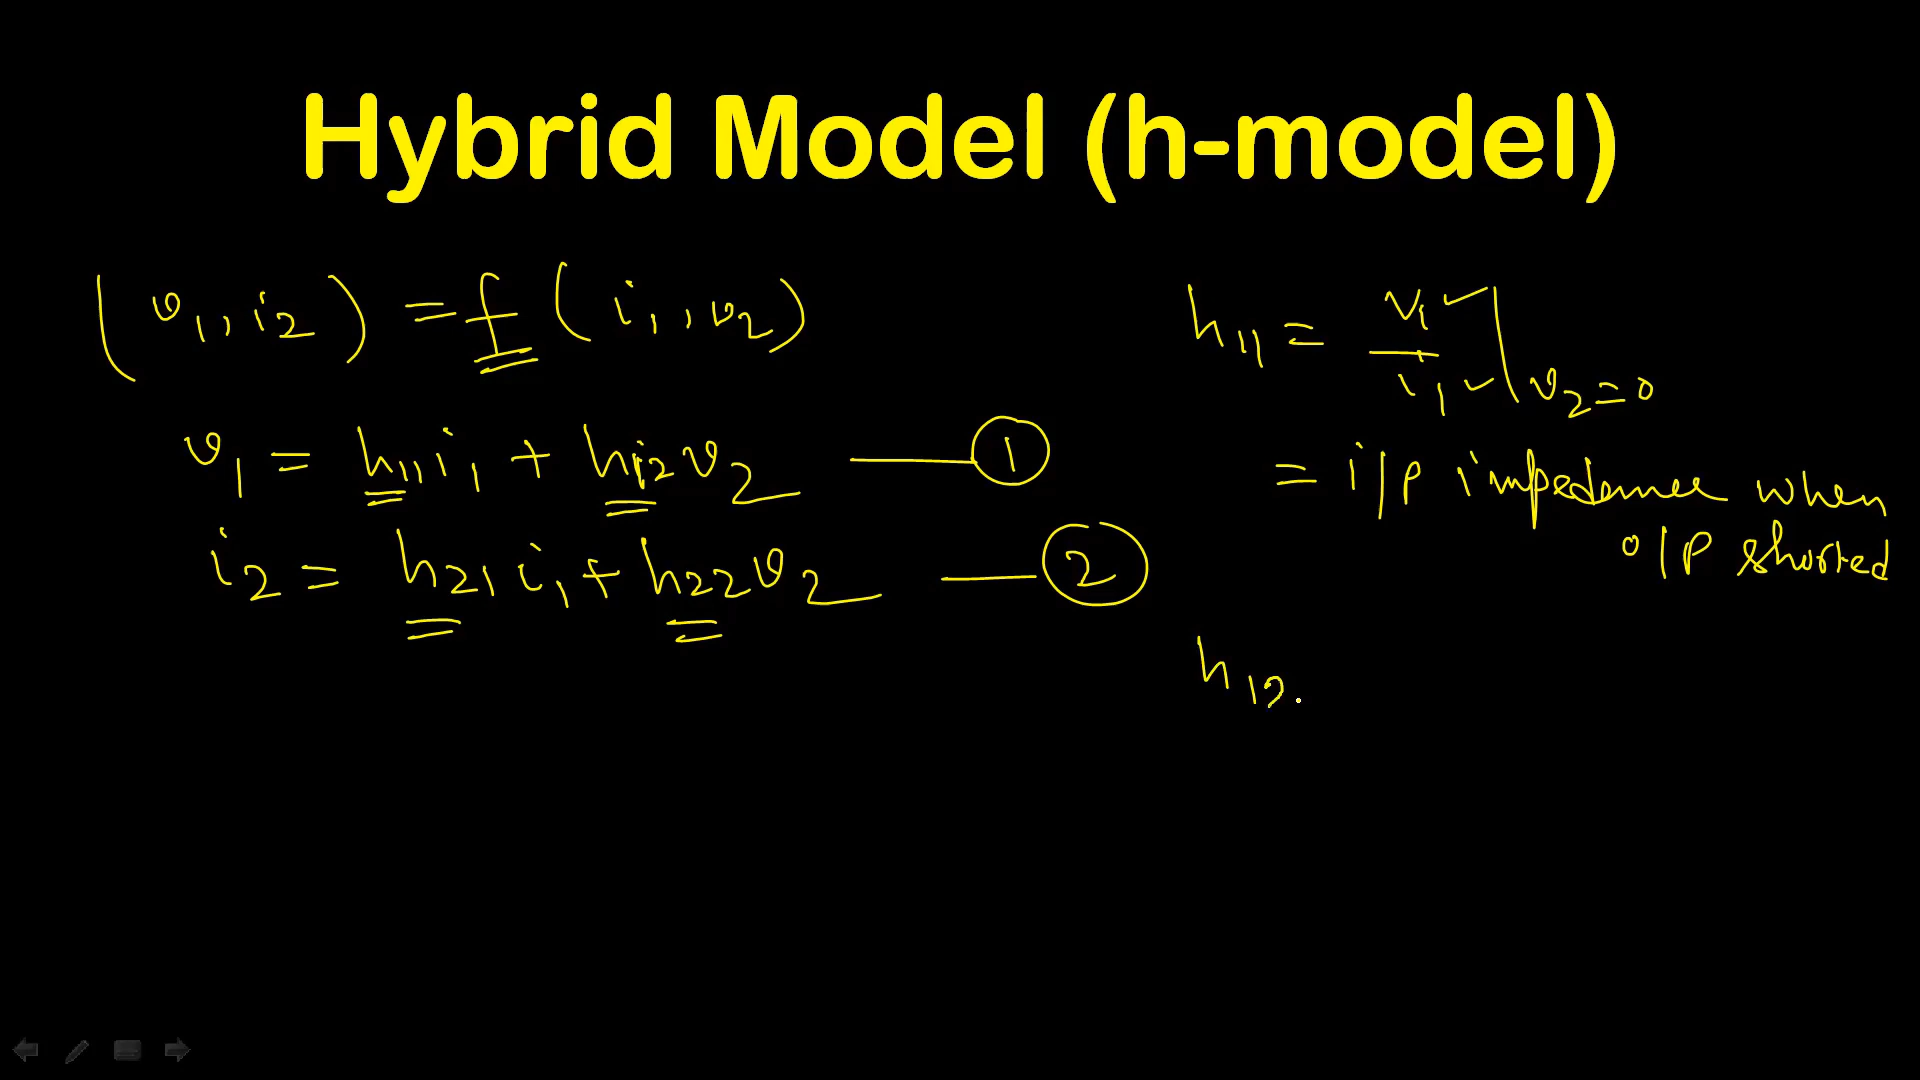 Hybrid Model (h-model)
(v1, i2) = f (i1, v2)
v1 = h11 i1 + h12 v2 —— 1
i2 = h21 i1 + h22 v2 —— 2
h11 = v1 / i1 | v2 = 0
= i/p impedance when
o/p shorted
h12